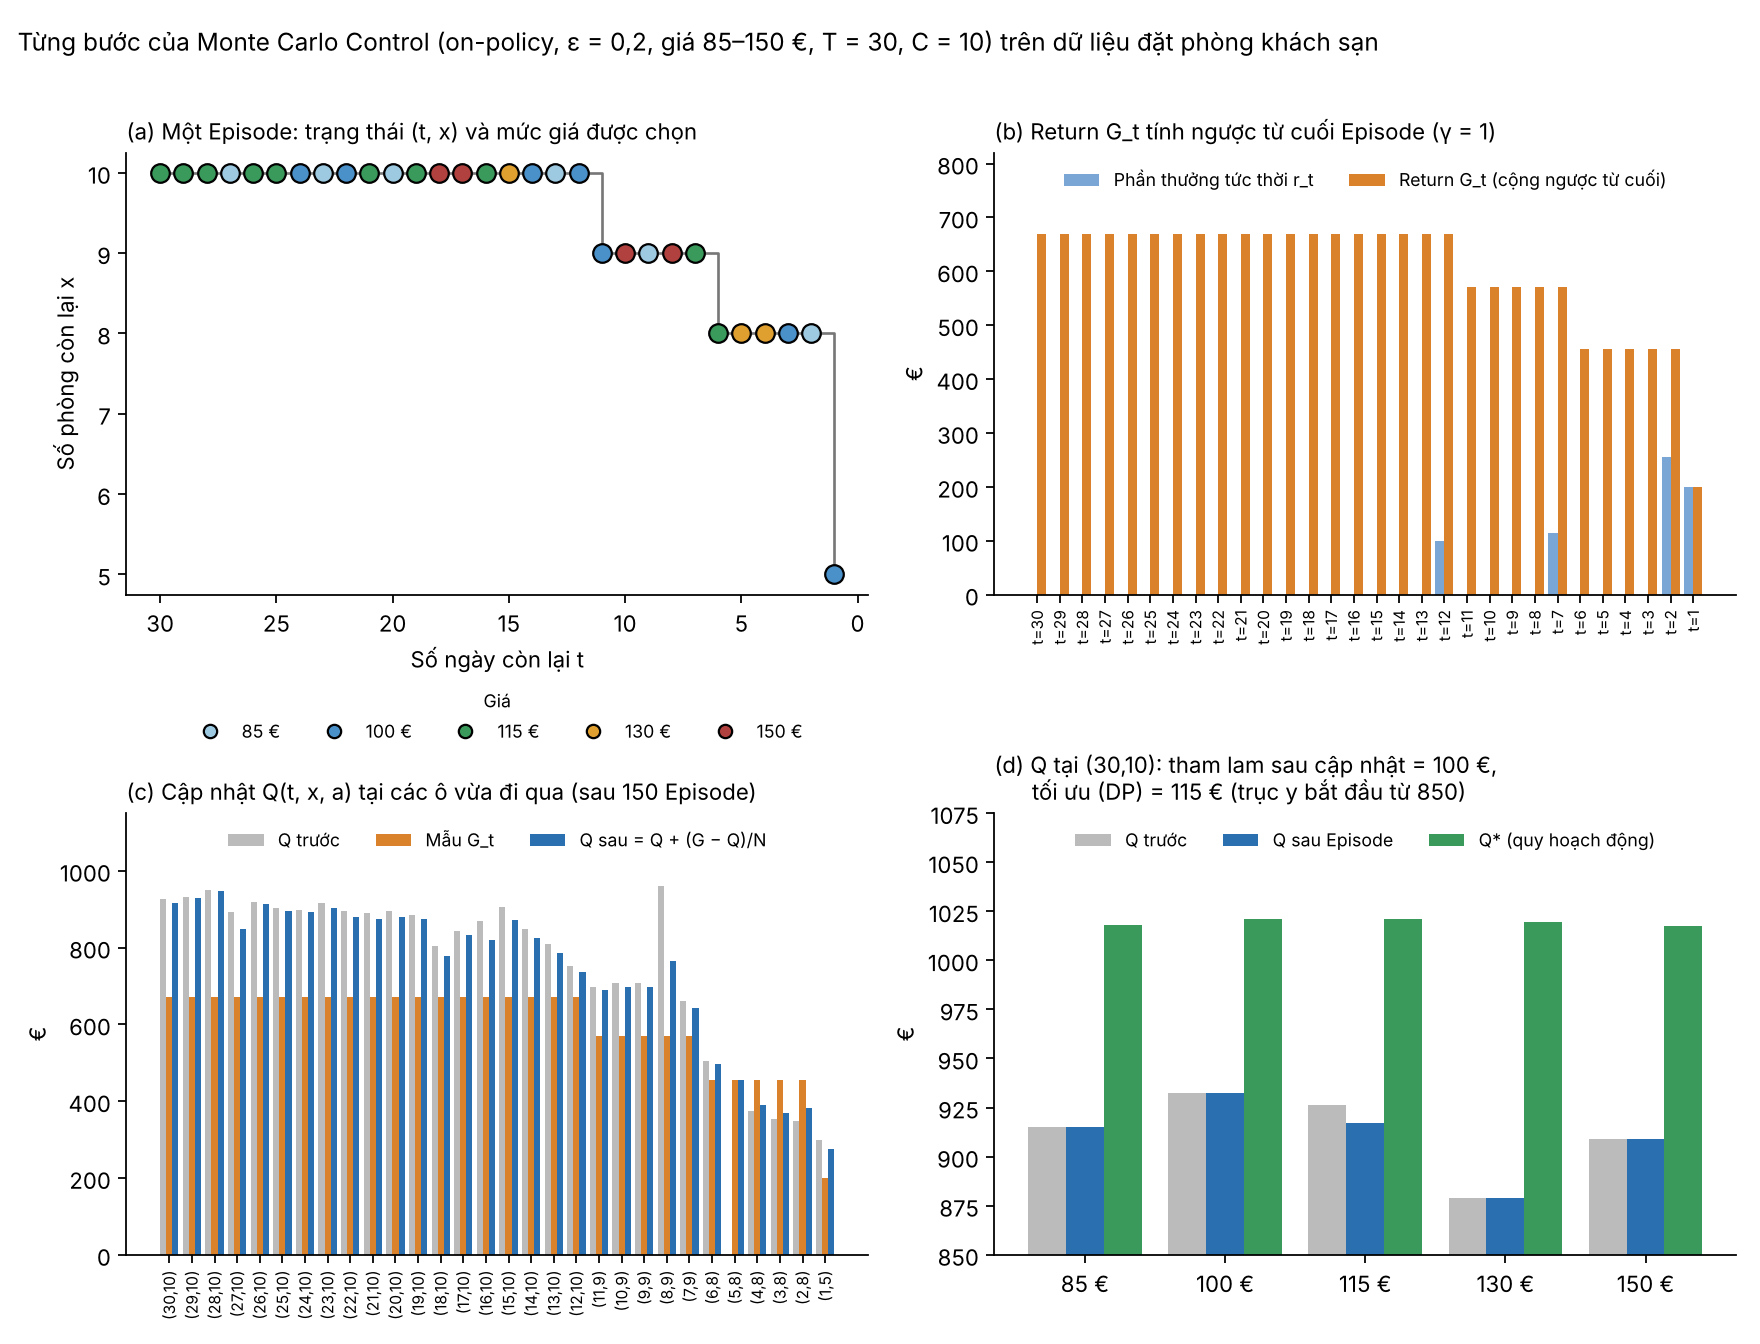 Từng bước của Monte Carlo Control (on-policy, ε = 0,2, giá 85–150 €, T = 30, C = 10) trên dữ liệu đặt phòng khách sạn
(a) Một Episode: trạng thái (t, x) và mức giá được chọn
10
9
8
7
6
5
Số phòng còn lại x
30 25 20 15 10 5 0
Số ngày còn lại t
Giá
85 € 100 € 115 € 130 € 150 €
(b) Return G_t tính ngược từ cuối Episode (γ = 1)
Phần thưởng tức thời r_t Return G_t (cộng ngược từ cuối)
800
700
600
500
400
300
200
100
0
€
t=30 t=29 t=28 t=27 t=26 t=25 t=24 t=23 t=22 t=21 t=20 t=19 t=18 t=17 t=16 t=15 t=14 t=13 t=12 t=11 t=10 t=9 t=8 t=7 t=6 t=5 t=4 t=3 t=2 t=1
(c) Cập nhật Q(t, x, a) tại các ô vừa đi qua (sau 150 Episode)
Q trước Mẫu G_t Q sau = Q + (G − Q)/N
1000
800
600
400
200
0
€
(30,10) (29,10) (28,10) (27,10) (26,10) (25,10) (24,10) (23,10) (22,10) (21,10) (20,10) (19,10) (18,10) (17,10) (16,10) (15,10) (14,10) (13,10) (12,10) (11,9) (10,9) (9,9) (8,9) (7,9) (6,8) (5,8) (4,8) (3,8) (2,8) (1,5)
(d) Q tại (30,10): tham lam sau cập nhật = 100 €,
tối ưu (DP) = 115 € (trục y bắt đầu từ 850)
Q trước Q sau Episode Q* (quy hoạch động)
1075
1050
1025
1000
975
950
925
900
875
850
€
85 € 100 € 115 € 130 € 150 €